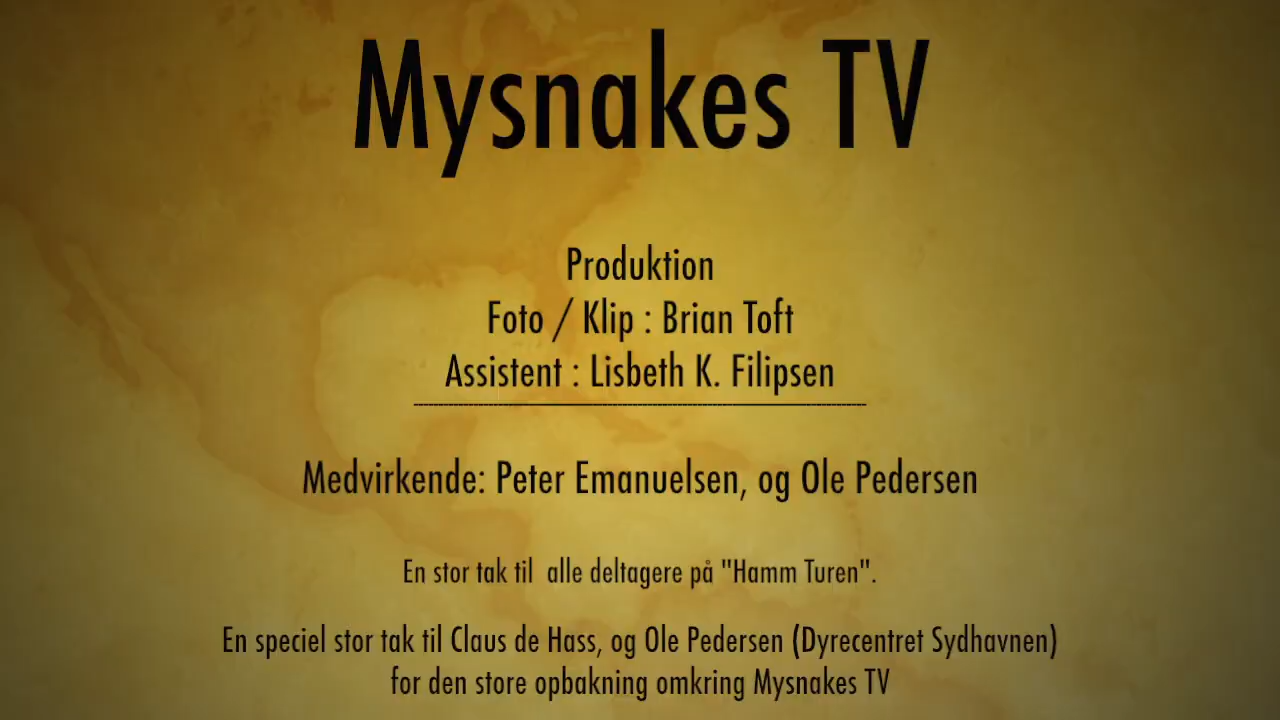 Mysnakes TV
Produktion
Foto / Klip : Brian Toft
Assistent : Lisbeth K. Filipsen
Medvirkende: Peter Emanuelsen, og Ole Pedersen
En stor tak til  alle deltagere på "Hamm Turen".
En speciel stor tak til Claus de Hass, og Ole Pedersen (Dyrecentret Sydhavnen)
for den store opbakning omkring Mysnakes TV